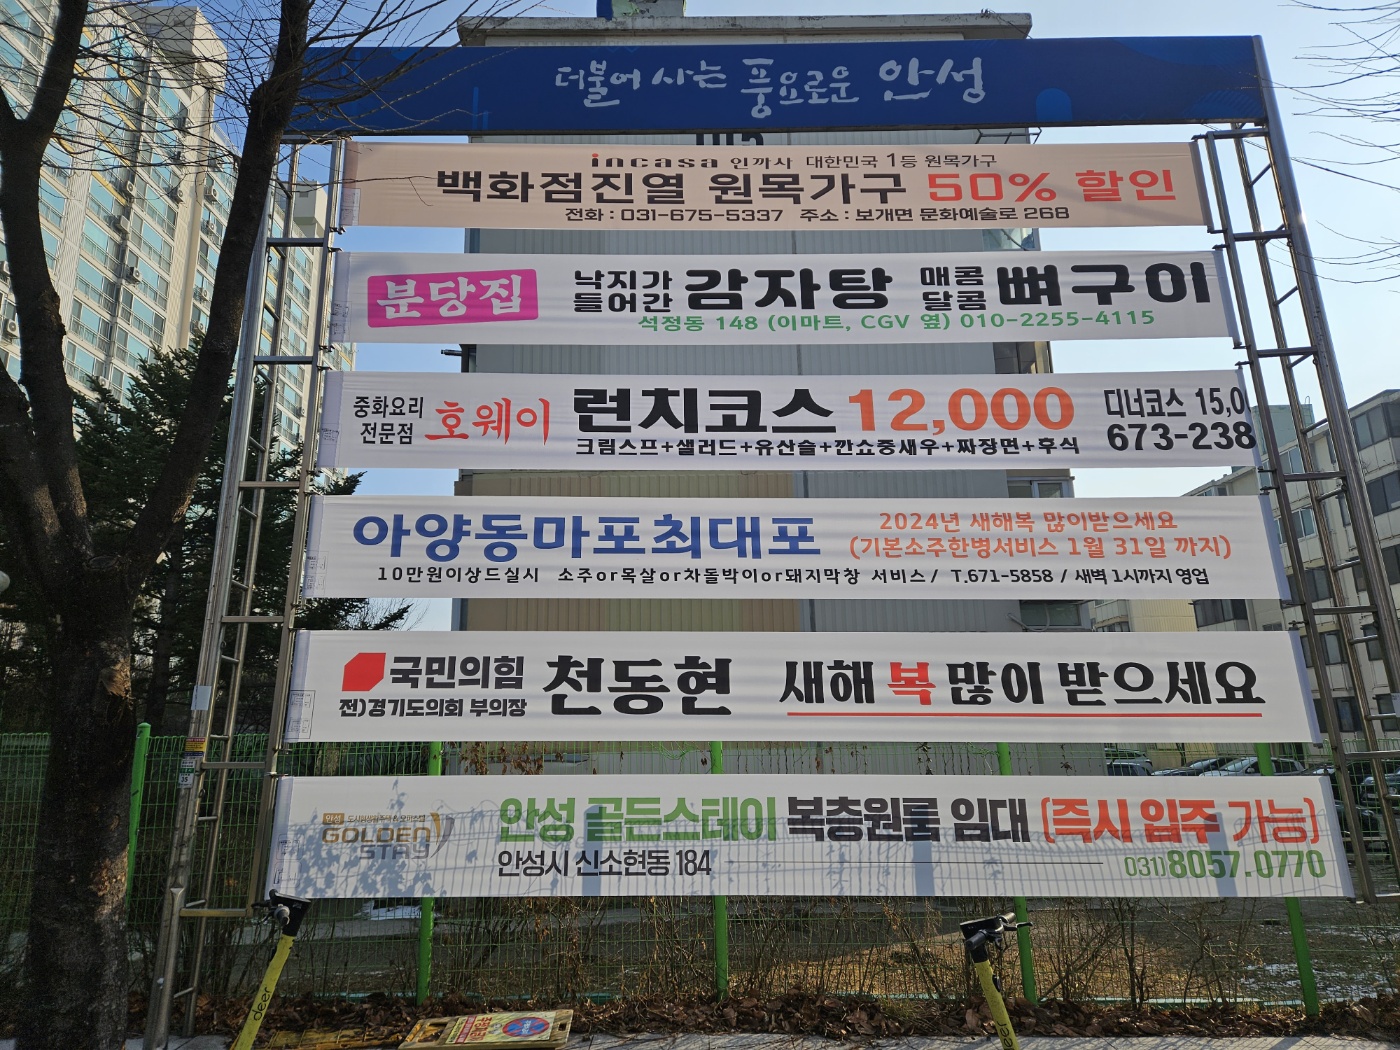 더불어 사는 풍요로운 안성
incasa 인까사 대한민국 1등 원목가구
백화점진열 원목가구 50% 할인
전화 : 031-675-5337 주소 : 보개면 문화예술로 268
분당집
낙지가 들어간 감자탕 매콤 달콤 뼈구이
석정동 148 (이마트, CGV 옆) 010-2255-4115
중화요리 전문점 호웨이
런치코스 12,000
크림스프+샐러드+유산슬+깐쇼중새우+짜장면+후식
디너코스 15,0
673-238
아양동마포최대포
2024년 새해복 많이받으세요
(기본소주한병서비스 1월 31일 까지)
10만원이상드실시 소주or목살or차돌박이or돼지막창 서비스/ T.671-5858 / 새벽 1시까지 영업
국민의힘
전)경기도의회 부의장
천동현 새해 복 많이 받으세요
안성
GOLDEN
STAY
안성 골든스테이 복층원룸 임대 (즉시 입주 가능)
안성시 신소현동 184
031)8057.0770
deer
deer